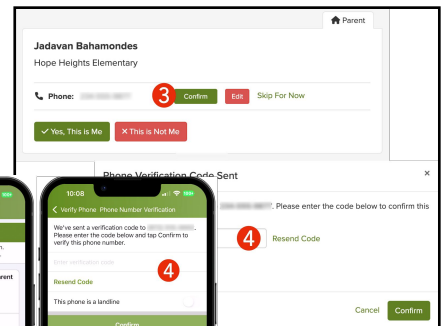 Parent
Jadavan Bahamondes
Hope Heights Elementary
Phone: 3 Confirm Edit Skip For Now
✓ Yes, This is Me × This is Not Me
Phone Verification Code Sent ×
. Please enter the code below to confirm this
4 Resend Code
Cancel Confirm
10:08
Verify Phone Phone Number Verification
We've sent a verification code to
Please enter the code below and tap Confirm to
verify this phone number.
Enter verification code
4
Resend Code
This phone is a landline
Confirm